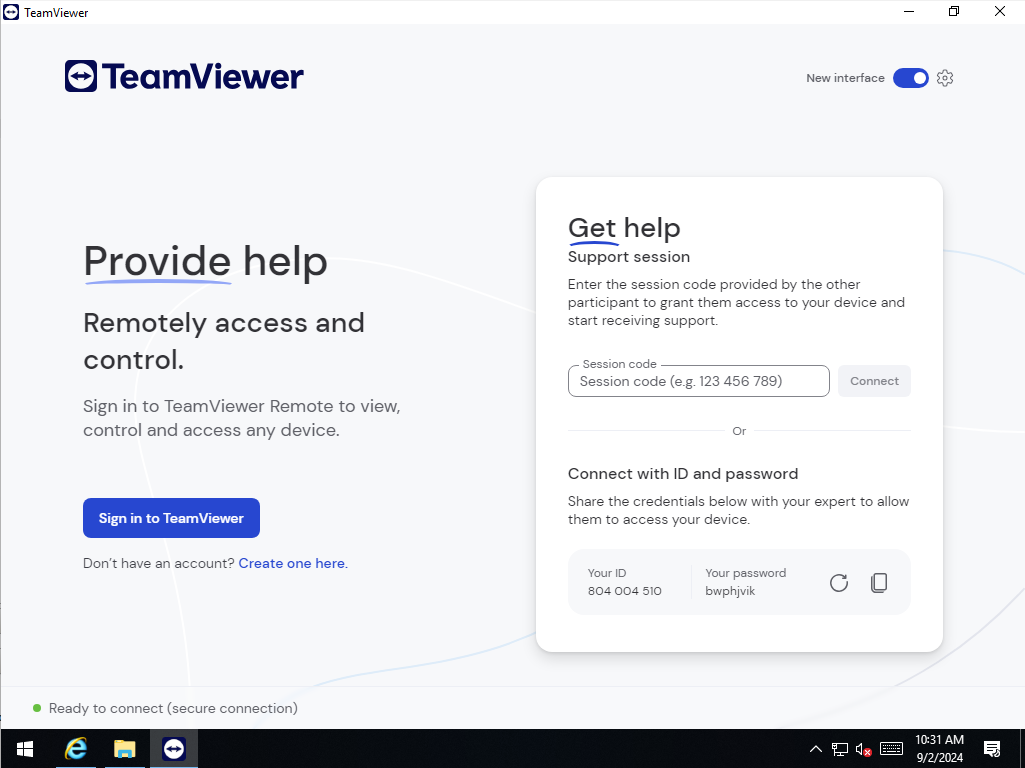 TeamViewer
TeamViewer
New interface
Provide help
Remotely access and
control.
Sign in to TeamViewer Remote to view,
control and access any device.
Sign in to TeamViewer
Don't have an account? Create one here.
Get help
Support session
Enter the session code provided by the other
participant to grant them access to your device and
start receiving support.
Session code
Session code (e.g. 123 456 789)
Connect
Or
Connect with ID and password
Share the credentials below with your expert to allow
them to access your device.
Your ID
804 004 510
Your password
bwphjvik
Ready to connect (secure connection)
10:31 AM
9/2/2024